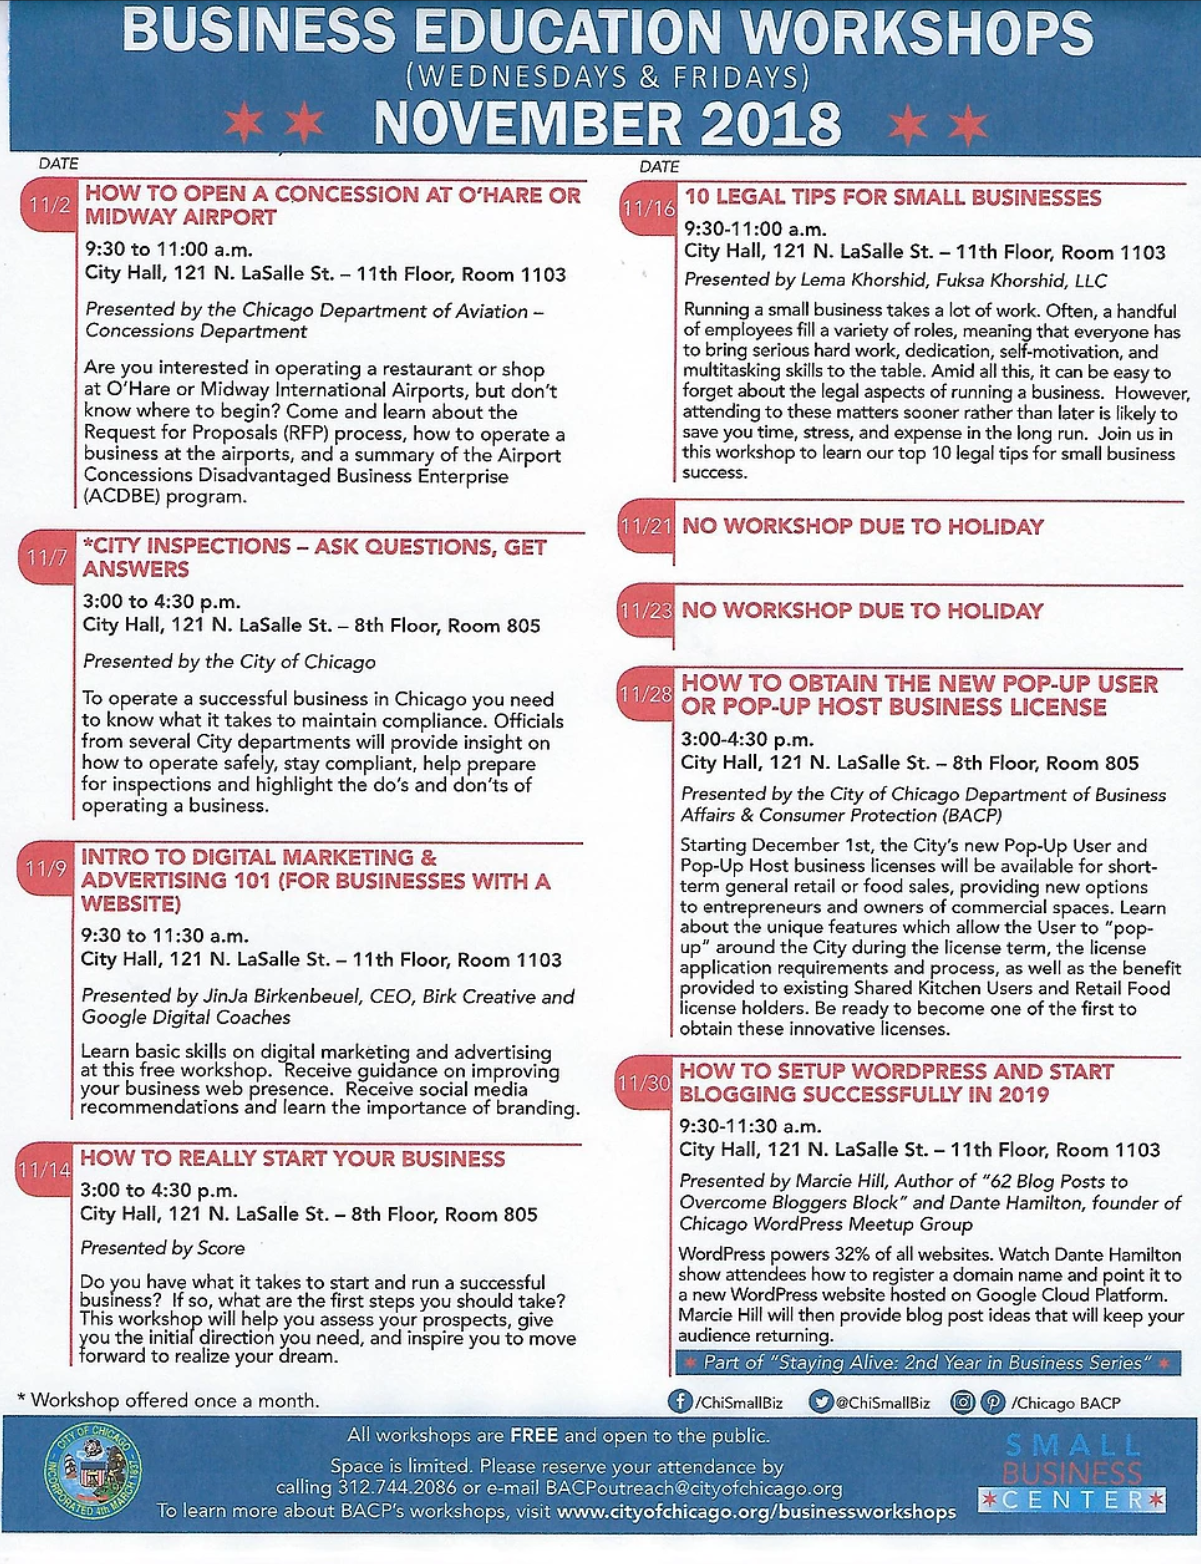 BUSINESS EDUCATION WORKSHOPS
(WEDNESDAYS & FRIDAYS)
NOVEMBER 2018
DATE
11/2
HOW TO OPEN A CONCESSION AT O'HARE OR
MIDWAY AIRPORT
9:30 to 11:00 a.m.
City Hall, 121 N. LaSalle St. – 11th Floor, Room 1103
Presented by the Chicago Department of Aviation –
Concessions Department
Are you interested in operating a restaurant or shop
at O'Hare or Midway International Airports, but don't
know where to begin? Come and learn about the
Request for Proposals (RFP) process, how to operate a
business at the airports, and a summary of the Airport
Concessions Disadvantaged Business Enterprise
(ACDBE) program.
11/7
*CITY INSPECTIONS – ASK QUESTIONS, GET
ANSWERS
3:00 to 4:30 p.m.
City Hall, 121 N. LaSalle St. – 8th Floor, Room 805
Presented by the City of Chicago
To operate a successful business in Chicago you need
to know what it takes to maintain compliance. Officials
from several City departments will provide insight on
how to operate safely, stay compliant, help prepare
for inspections and highlight the do's and don'ts of
operating a business.
11/9
INTRO TO DIGITAL MARKETING &
ADVERTISING 101 (FOR BUSINESSES WITH A
WEBSITE)
9:30 to 11:30 a.m.
City Hall, 121 N. LaSalle St. – 11th Floor, Room 1103
Presented by JinJa Birkenbeuel, CEO, Birk Creative and
Google Digital Coaches
Learn basic skills on digital marketing and advertising
at this free workshop. Receive guidance on improving
your business web presence. Receive social media
recommendations and learn the importance of branding.
11/14
HOW TO REALLY START YOUR BUSINESS
3:00 to 4:30 p.m.
City Hall, 121 N. LaSalle St. – 8th Floor, Room 805
Presented by Score
Do you have what it takes to start and run a successful
business? If so, what are the first steps you should take?
This workshop will help you assess your prospects, give
you the initial direction you need, and inspire you to move
forward to realize your dream.
* Workshop offered once a month.
DATE
11/16
10 LEGAL TIPS FOR SMALL BUSINESSES
9:30-11:00 a.m.
City Hall, 121 N. LaSalle St. – 11th Floor, Room 1103
Presented by Lema Khorshid, Fuksa Khorshid, LLC
Running a small business takes a lot of work. Often, a handful
of employees fill a variety of roles, meaning that everyone has
to bring serious hard work, dedication, self-motivation, and
multitasking skills to the table. Amid all this, it can be easy to
forget about the legal aspects of running a business. However,
attending to these matters sooner rather than later is likely to
save you time, stress, and expense in the long run. Join us in
this workshop to learn our top 10 legal tips for small business
success.
11/21
NO WORKSHOP DUE TO HOLIDAY
11/23
NO WORKSHOP DUE TO HOLIDAY
11/28
HOW TO OBTAIN THE NEW POP-UP USER
OR POP-UP HOST BUSINESS LICENSE
3:00-4:30 p.m.
City Hall, 121 N. LaSalle St. – 8th Floor, Room 805
Presented by the City of Chicago Department of Business
Affairs & Consumer Protection (BACP)
Starting December 1st, the City's new Pop-Up User and
Pop-Up Host business licenses will be available for short-
term general retail or food sales, providing new options
to entrepreneurs and owners of commercial spaces. Learn
about the unique features which allow the User to "pop-
up" around the City during the license term, the license
application requirements and process, as well as the benefit
provided to existing Shared Kitchen Users and Retail Food
license holders. Be ready to become one of the first to
obtain these innovative licenses.
11/30
HOW TO SETUP WORDPRESS AND START
BLOGGING SUCCESSFULLY IN 2019
9:30-11:30 a.m.
City Hall, 121 N. LaSalle St. – 11th Floor, Room 1103
Presented by Marcie Hill, Author of "62 Blog Posts to
Overcome Bloggers Block" and Dante Hamilton, founder of
Chicago WordPress Meetup Group
WordPress powers 32% of all websites. Watch Dante Hamilton
show attendees how to register a domain name and point it to
a new WordPress website hosted on Google Cloud Platform.
Marcie Hill will then provide blog post ideas that will keep your
audience returning.
Part of "Staying Alive: 2nd Year in Business Series"
/ChiSmallBiz @ChiSmallBiz /Chicago BACP
CITY OF CHICAGO
INCORPORATED 4th MARCH 1837
All workshops are FREE and open to the public.
Space is limited. Please reserve your attendance by
calling 312.744.2086 or e-mail BACPoutreach@cityofchicago.org
To learn more about BACP's workshops, visit www.cityofchicago.org/businessworkshops
SMALL
BUSINESS
CENTER